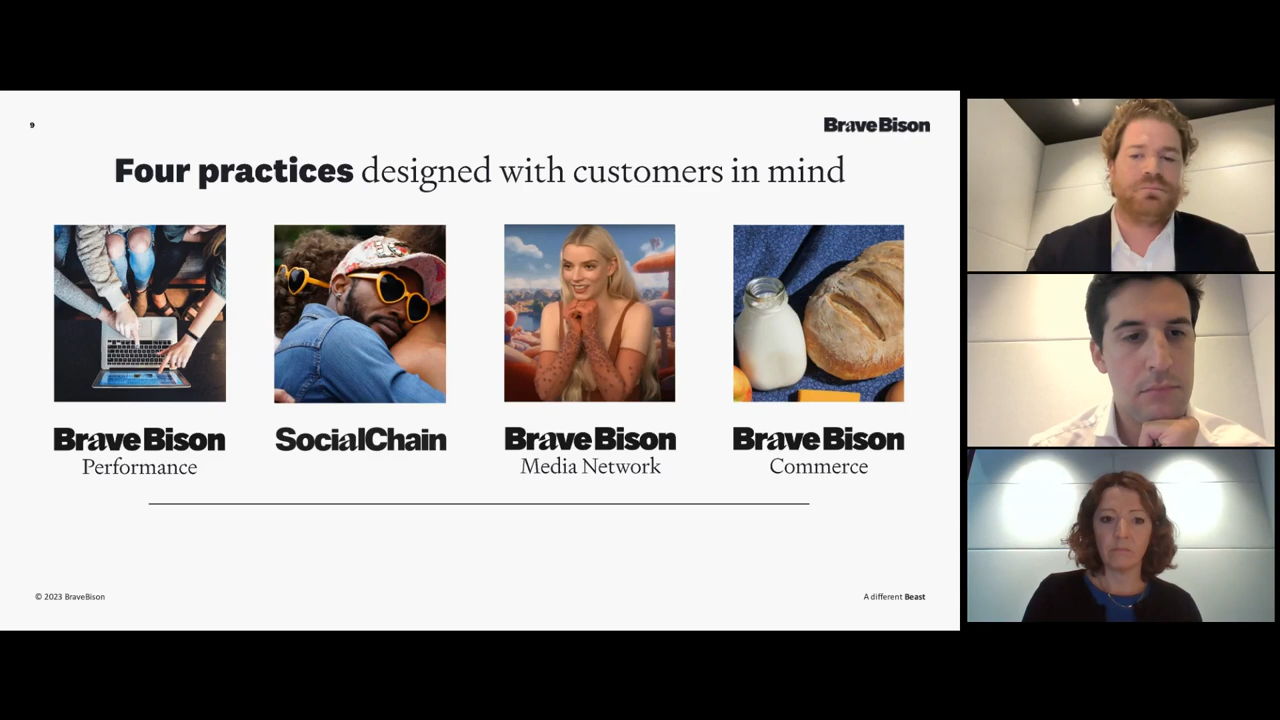 9
BraveBison
Four practices designed with customers in mind
BraveBison
Performance
SocialChain
BraveBison
Media Network
BraveBison
Commerce
© 2023 BraveBison
A different Beast